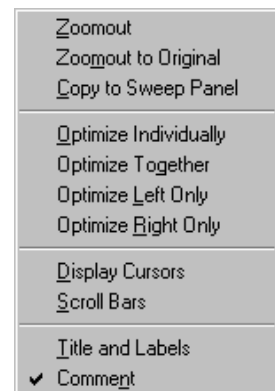 Zoomout
Zoomout to Original
Copy to Sweep Panel
Optimize Individually
Optimize Together
Optimize Left Only
Optimize Right Only
Display Cursors
Scroll Bars
Title and Labels
Comment